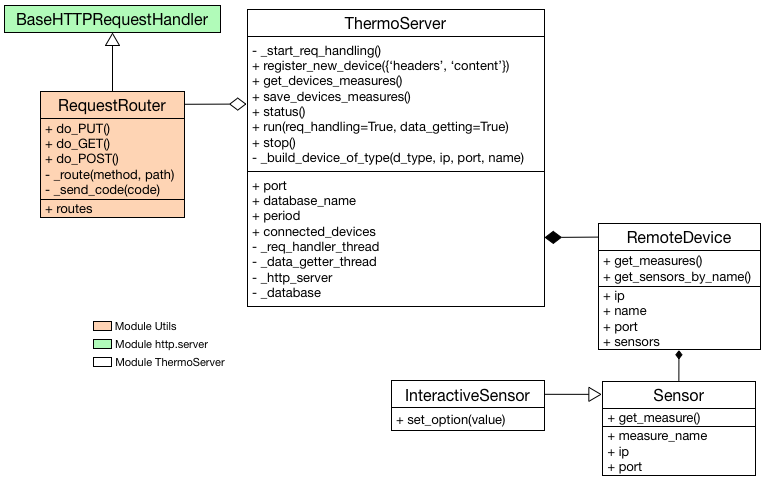 BaseHTTPRequestHandler
ThermoServer
- _start_req_handling()
+ register_new_device({‘headers’, ‘content’})
+ get_devices_measures()
+ save_devices_measures()
+ status()
+ run(req_handling=True, data_getting=True)
+ stop()
- _build_device_of_type(d_type, ip, port, name)
+ port
+ database_name
+ period
+ connected_devices
- _req_handler_thread
- _data_getter_thread
- _http_server
- _database
RequestRouter
+ do_PUT()
+ do_GET()
+ do_POST()
- _route(method, path)
- _send_code(code)
+ routes
RemoteDevice
+ get_measures()
+ get_sensors_by_name()
+ ip
+ name
+ port
+ sensors
Module Utils
Module http.server
Module ThermoServer
InteractiveSensor
+ set_option(value)
Sensor
+ get_measure()
+ measure_name
+ ip
+ port